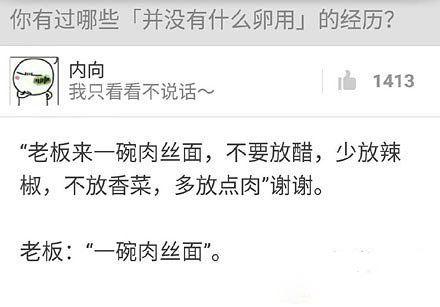 你有过哪些「并没有什么卵用」的经历？
内向
我只看看不说话～
1413
“老板来一碗肉丝面，不要放醋，少放辣
椒，不放香菜，多放点肉”谢谢。
老板：“一碗肉丝面”。